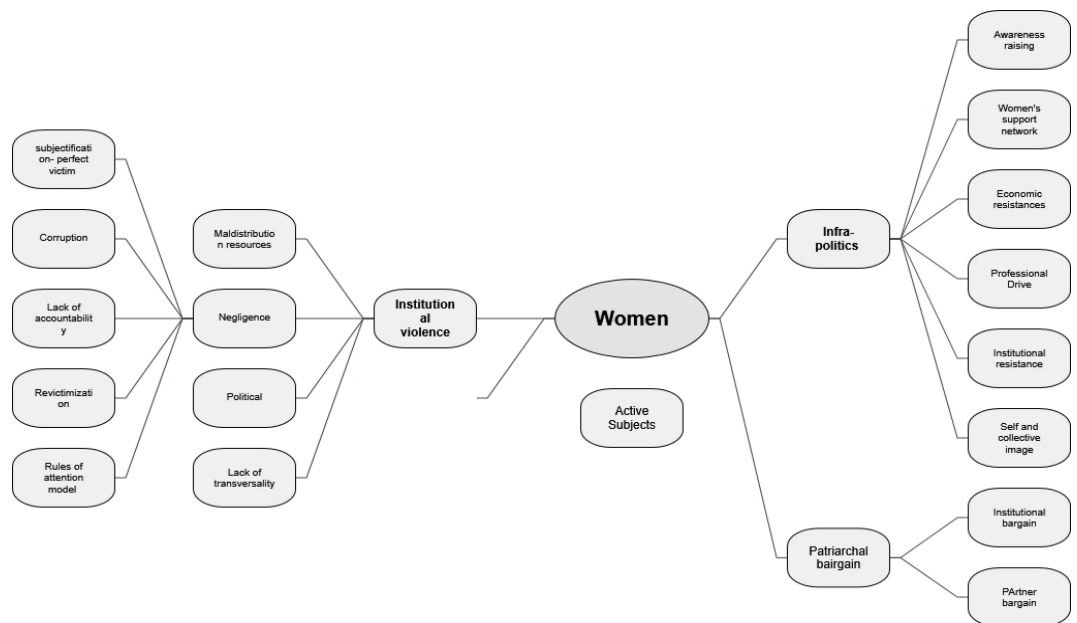 subjectificati
on- perfect
victim
Corruption
Lack of
accountabilit
y
Revictimizati
on
Rules of
attention
model
Maldistributio
n resources
Negligence
Political
Lack of
transversality
Institution
al
violence
Women
Active
Subjects
Infra-
politics
Patriarchal
bairgain
Awareness
raising
Women's
support
network
Economic
resistances
Professional
Drive
Institutional
resistance
Self and
collective
image
Institutional
bargain
PArtner
bargain